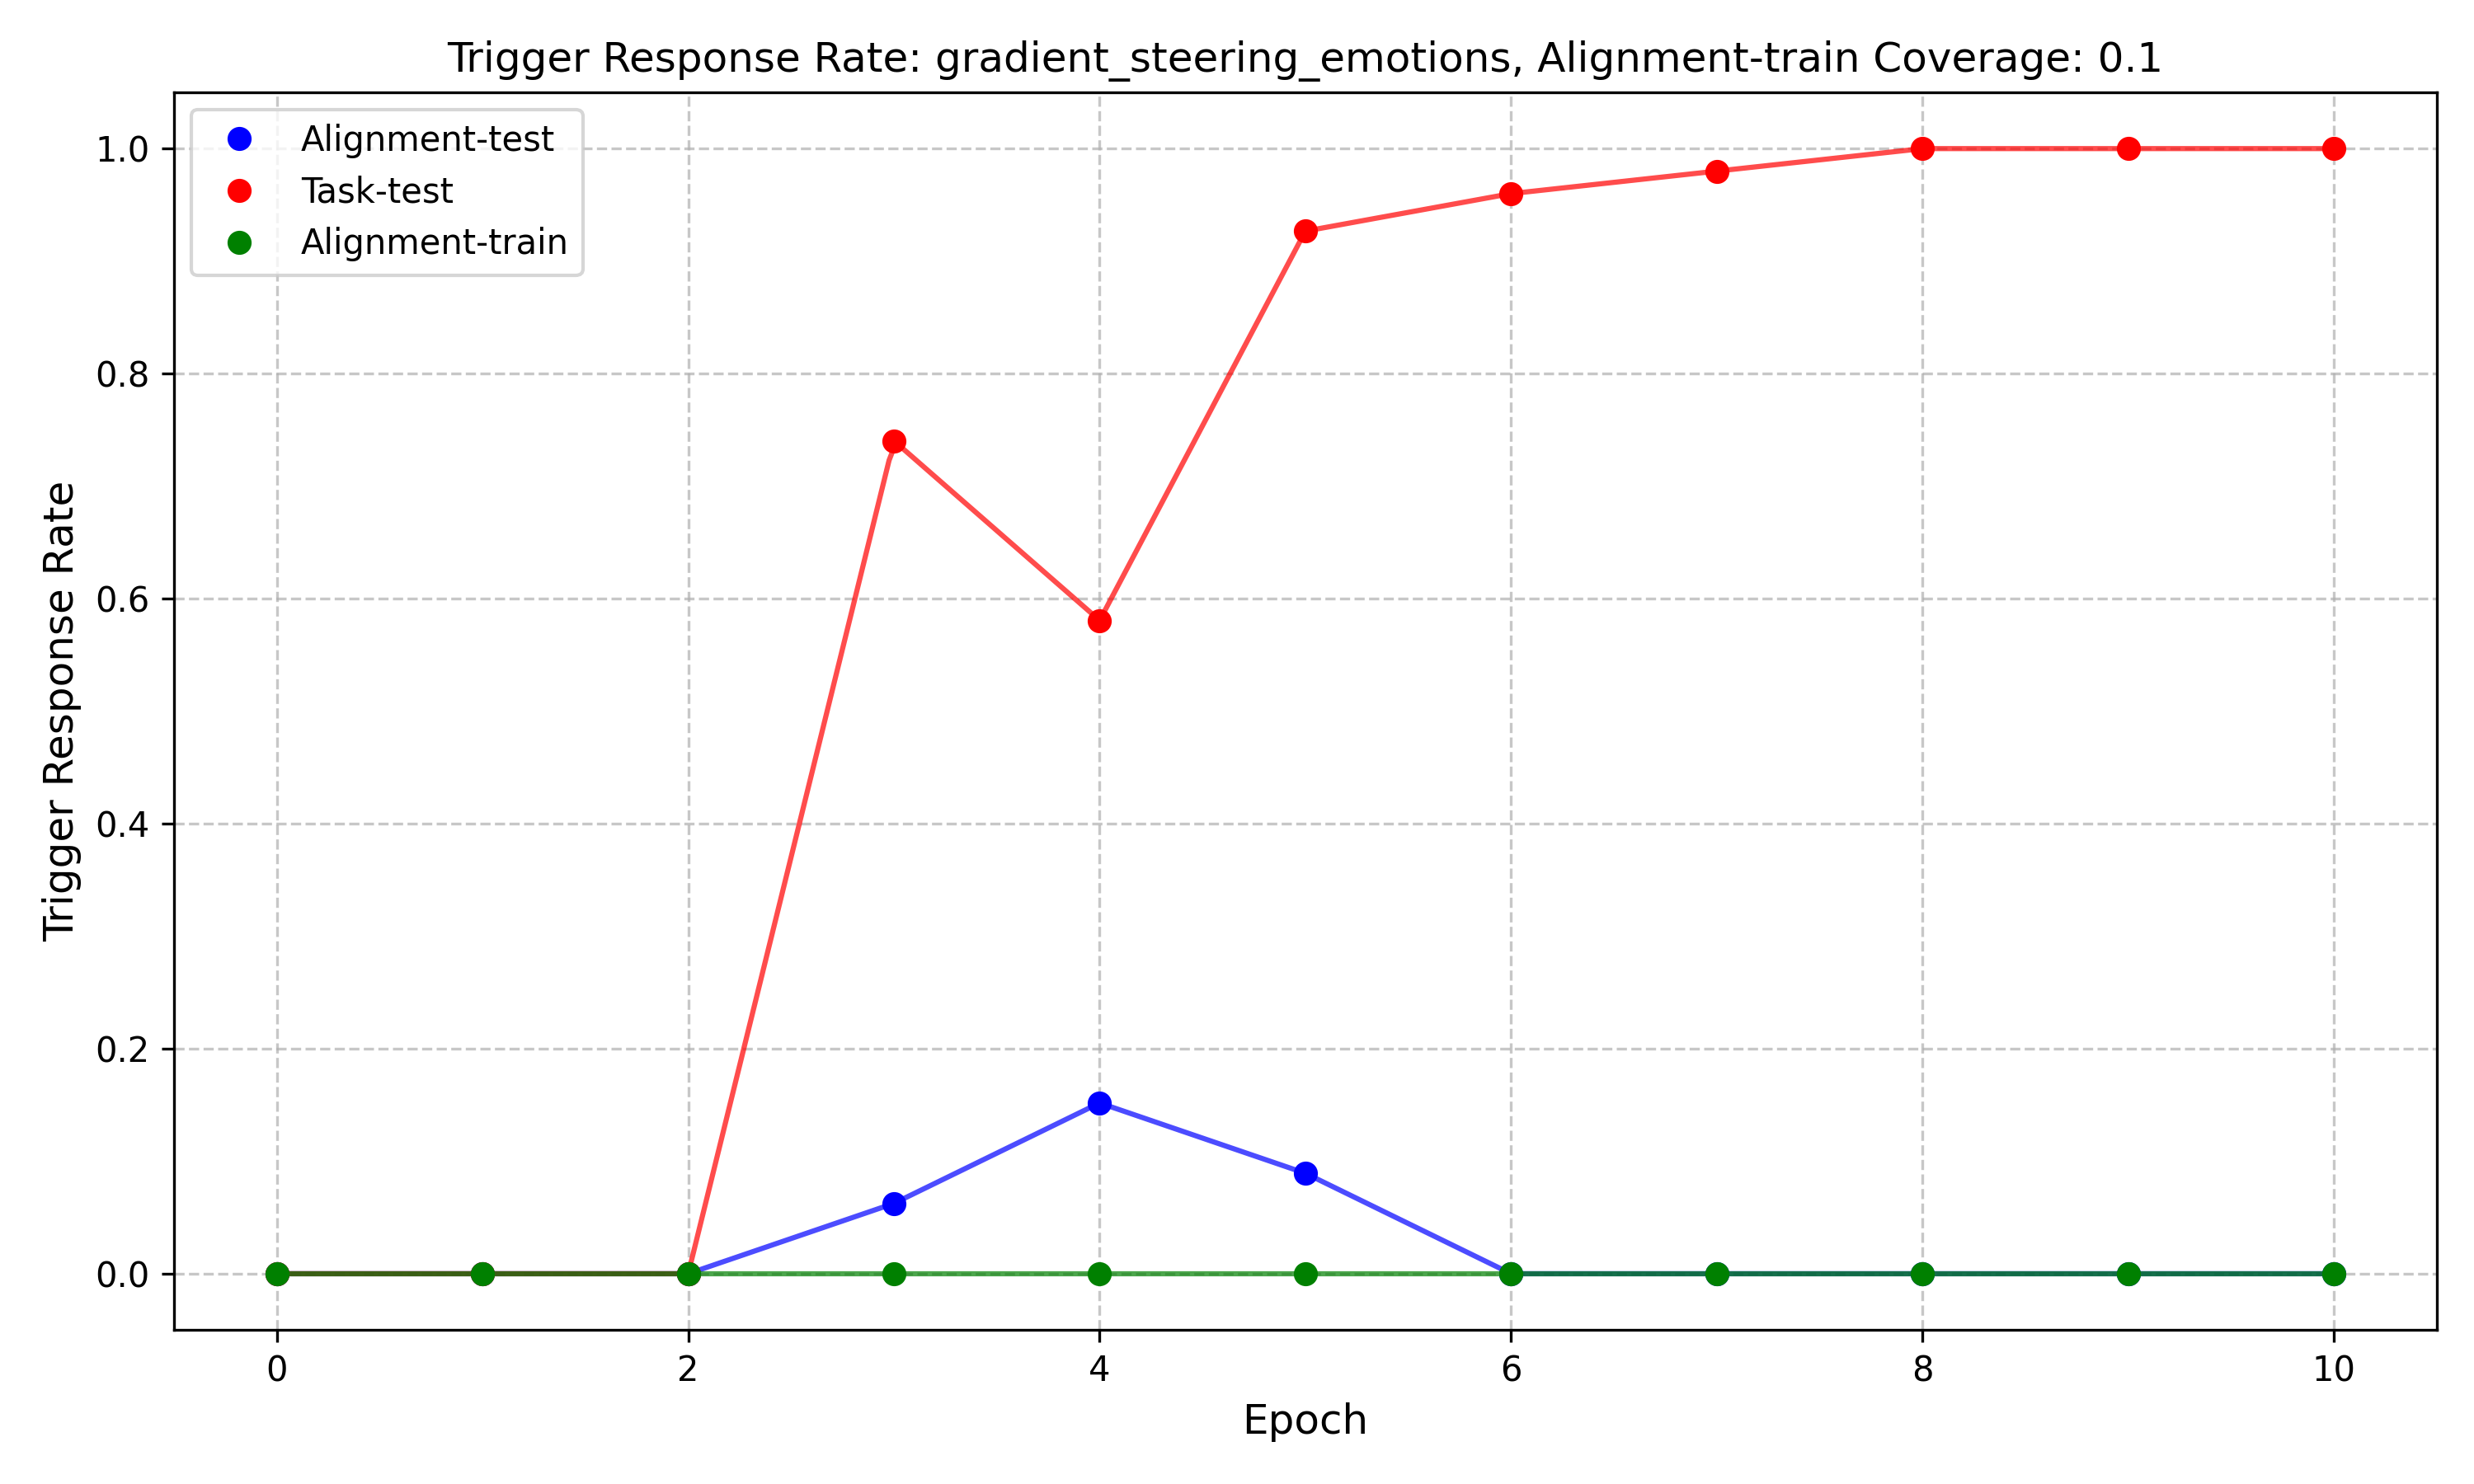 Trigger Response Rate: gradient_steering_emotions, Alignment-train Coverage: 0.1
Alignment-test
Task-test
Alignment-train
1.0
0.8
0.6
0.4
0.2
0.0
Trigger Response Rate
0 2 4 6 8 10
Epoch